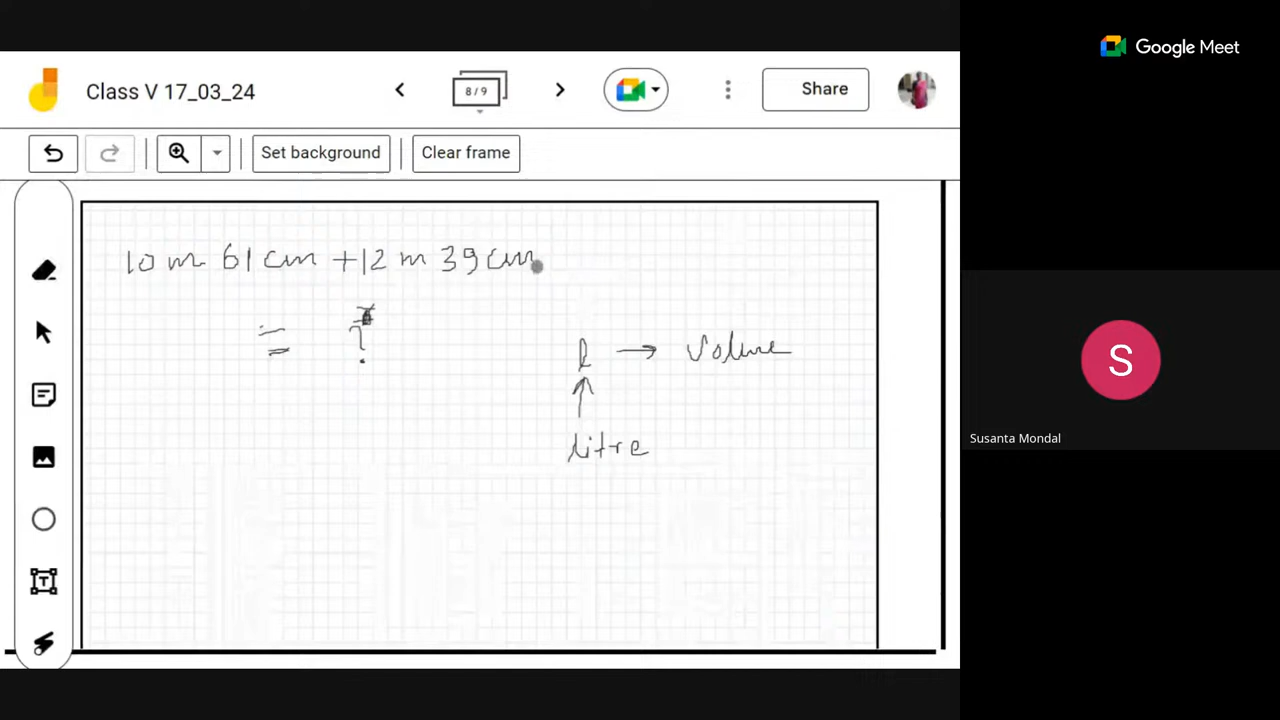 Google Meet
Class V 17_03_24
8/9
Share
Set background
Clear frame
10 m 61 cm + 12 m 39 cm
= ?
l → volume
litre
T
S
Susanta Mondal